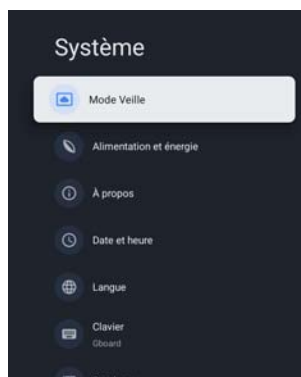 Système
Mode Veille
Alimentation et énergie
À propos
Date et heure
Langue
Clavier
Gboard